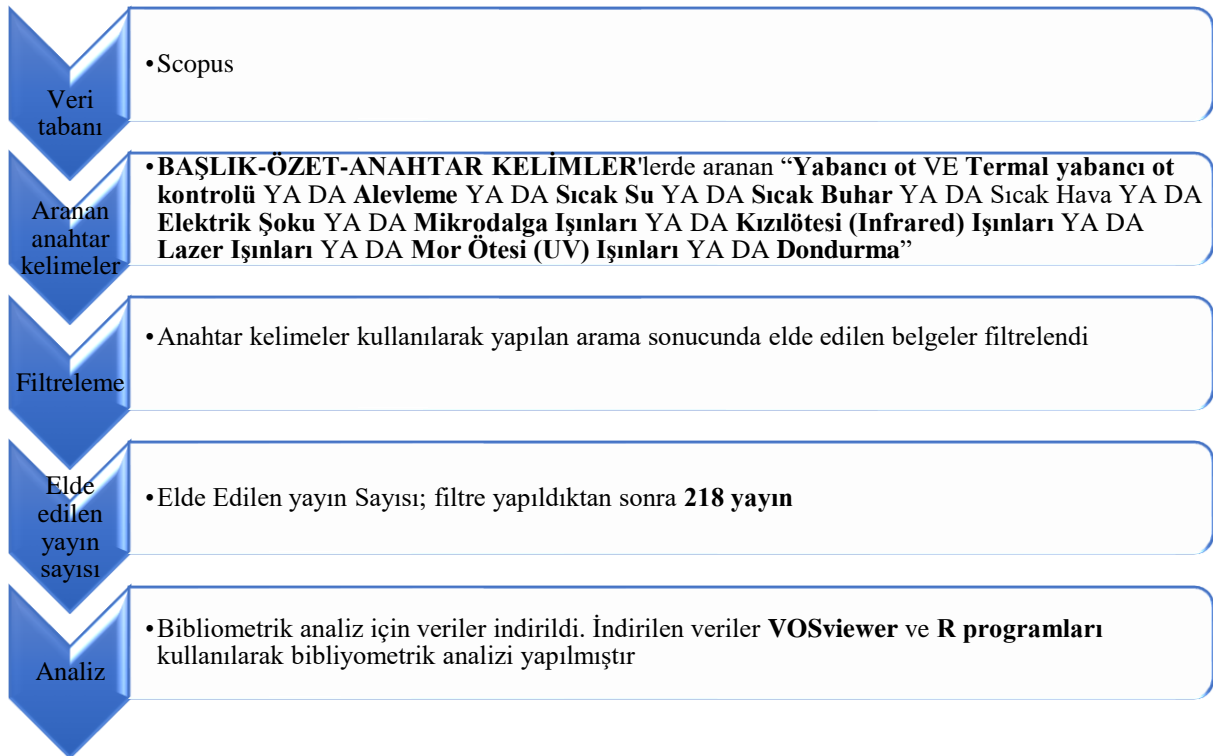 Veri
tabanı
•Scopus
Aranan
anahtar
kelimeler
•BAŞLIK-ÖZET-ANAHTAR KELİMLER'lerde aranan “Yabancı ot VE Termal yabancı ot
kontrolü YA DA Alevleme YA DA Sıcak Su YA DA Sıcak Buhar YA DA Sıcak Hava YA DA
Elektrik Şoku YA DA Mikrodalga Işınları YA DA Kızılötesi (Infrared) Işınları YA DA
Lazer Işınları YA DA Mor Ötesi (UV) Işınları YA DA Dondurma”
Filtreleme
•Anahtar kelimeler kullanılarak yapılan arama sonucunda elde edilen belgeler filtrelendi
Elde
edilen
yayın
sayısı
•Elde Edilen yayın Sayısı; filtre yapıldıktan sonra 218 yayın
Analiz
•Bibliometrik analiz için veriler indirildi. İndirilen veriler VOSviewer ve R programları
kullanılarak bibliyometrik analizi yapılmıştır